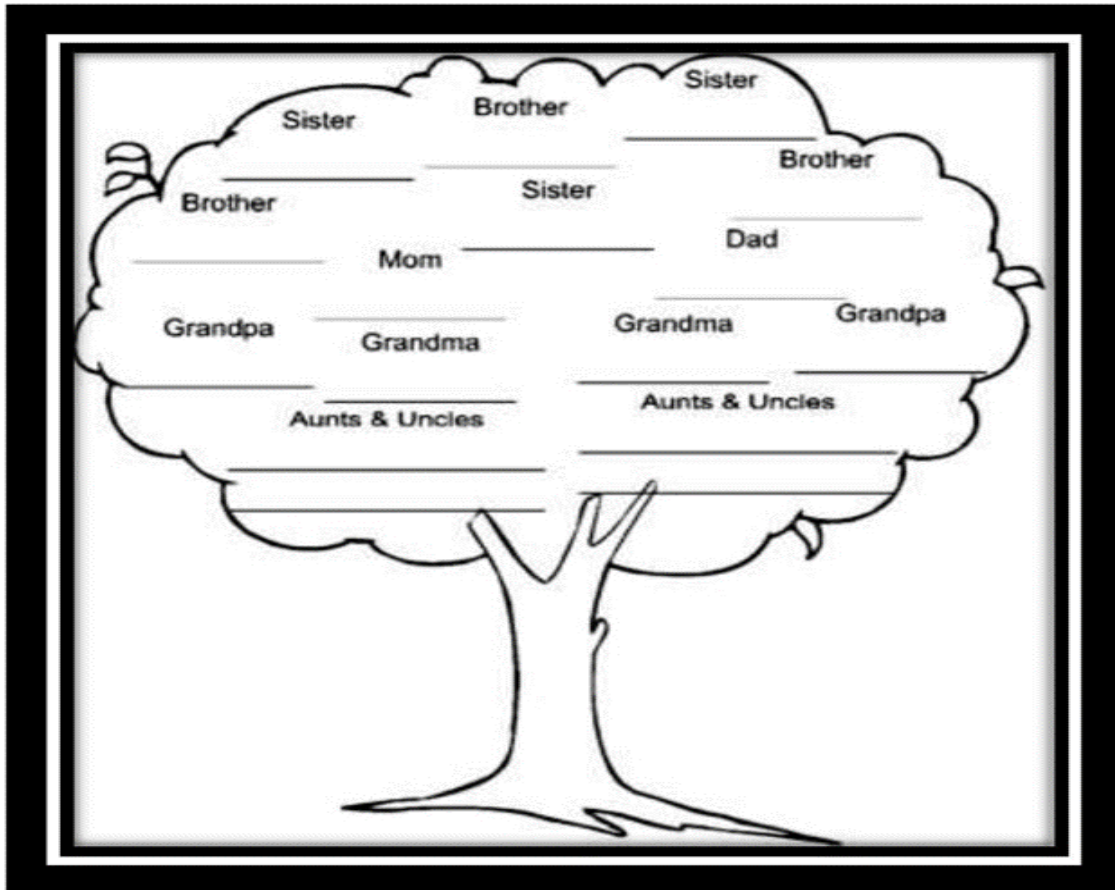 Sister
Brother
Sister
Brother
Sister
Brother
Mom
Dad
Grandpa
Grandma
Grandma
Grandpa
Aunts & Uncles
Aunts & Uncles